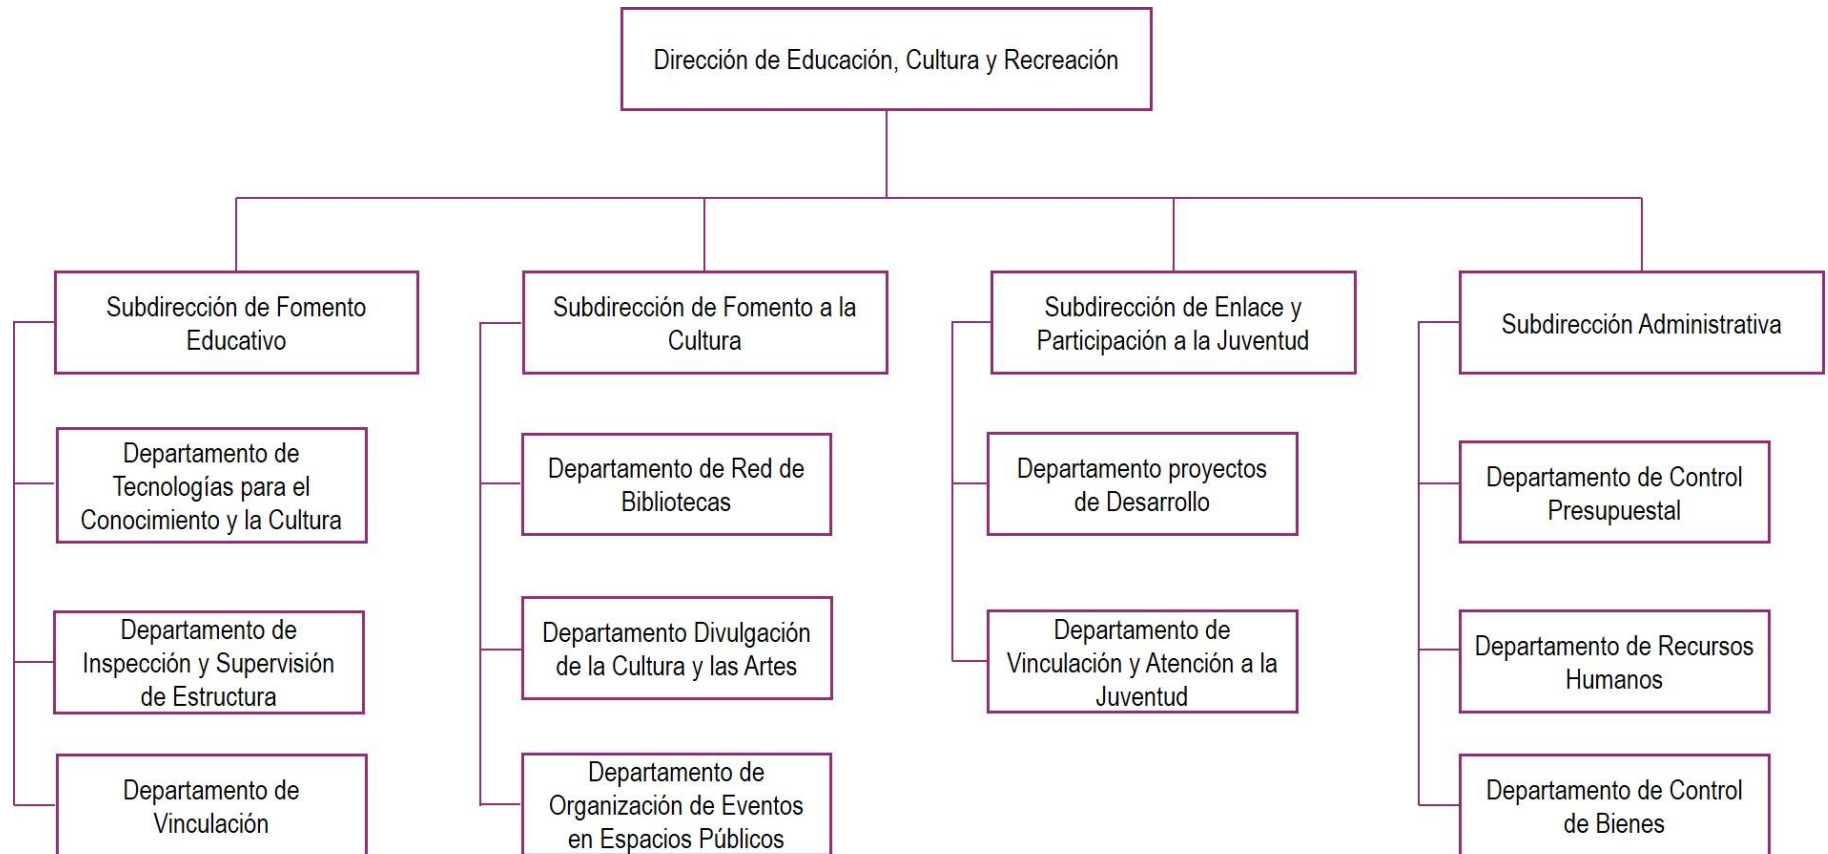 Dirección de Educación, Cultura y Recreación
Subdirección de Fomento
Educativo
Subdirección de Fomento a la
Cultura
Subdirección de Enlace y
Participación a la Juventud
Subdirección Administrativa
Departamento de
Tecnologías para el
Conocimiento y la Cultura
Departamento de Red de
Bibliotecas
Departamento proyectos
de Desarrollo
Departamento de Control
Presupuestal
Departamento de
Inspección y Supervisión
de Estructura
Departamento Divulgación
de la Cultura y las Artes
Departamento de
Vinculación y Atención a la
Juventud
Departamento de Recursos
Humanos
Departamento de
Vinculación
Departamento de
Organización de Eventos
en Espacios Públicos
Departamento de Control
de Bienes